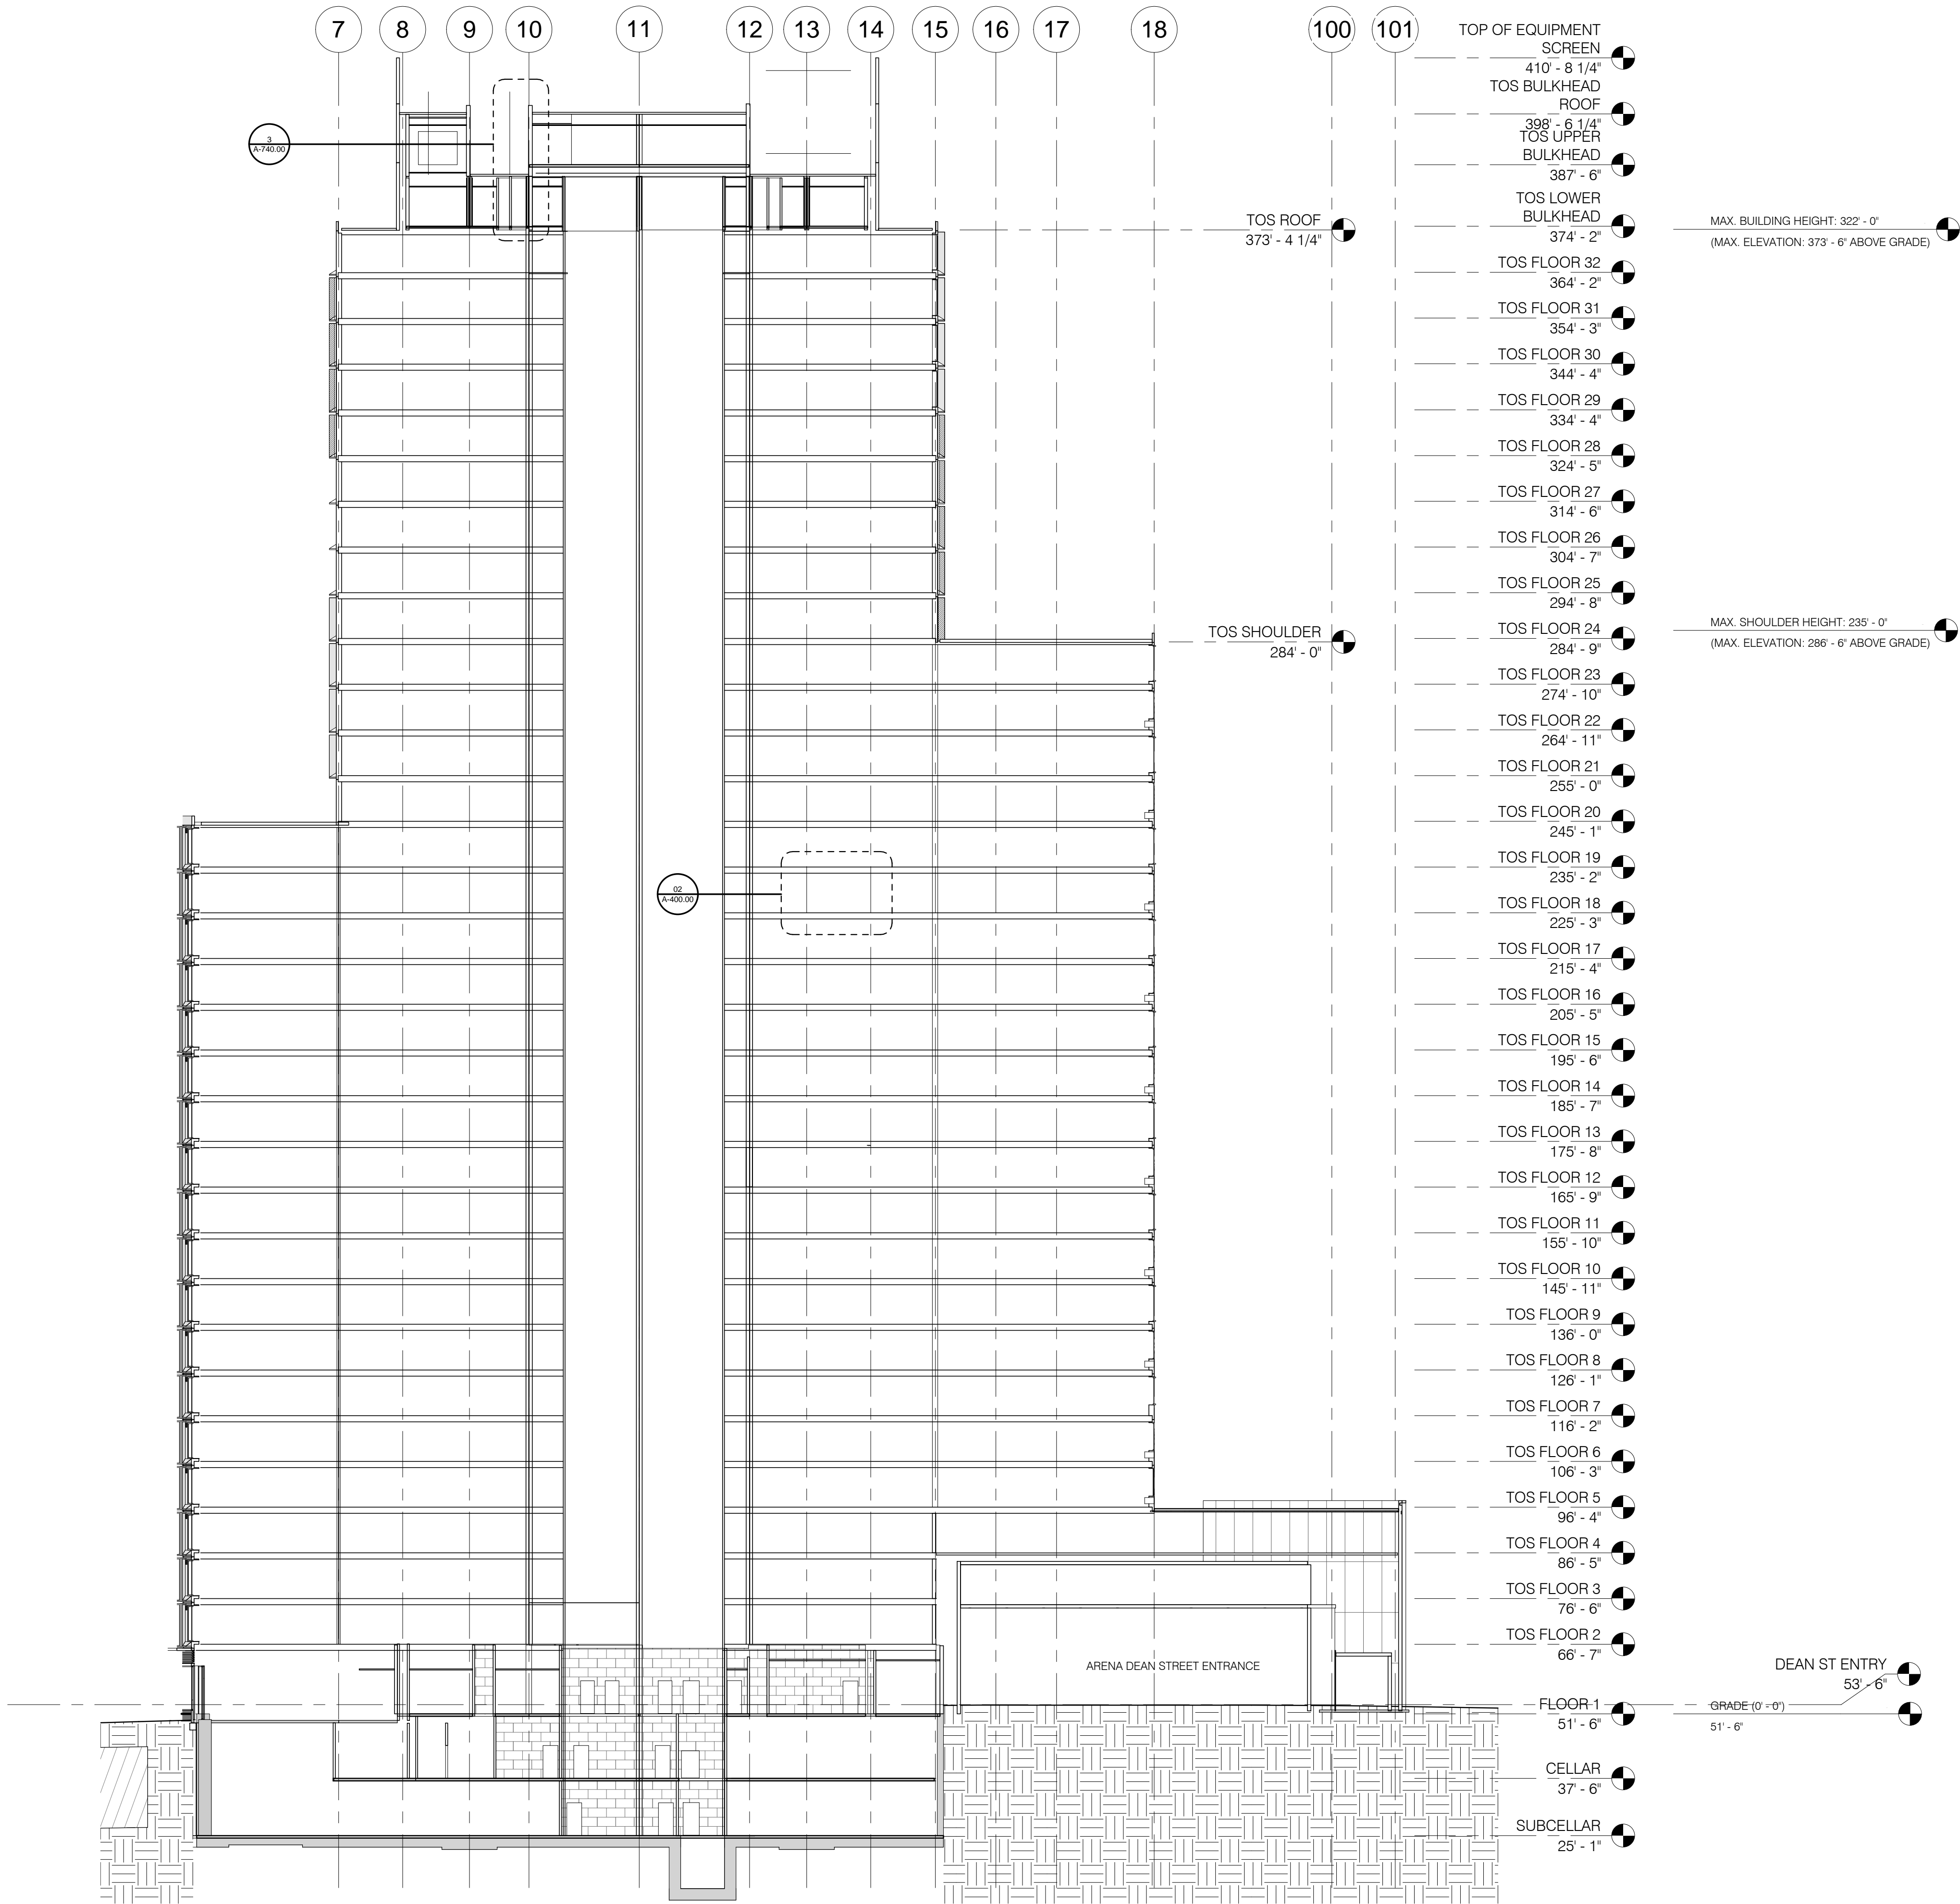 7 8 9 10 11 12 13 14 15 16 17 18 100 101
TOP OF EQUIPMENT
SCREEN
410' - 8 1/4"
TOS BULKHEAD
ROOF
398' - 6 1/4"
TOS UPPER
BULKHEAD
387' - 6"
TOS LOWER
BULKHEAD
374' - 2"
3
A-740.00
TOS ROOF
373' - 4 1/4"
MAX. BUILDING HEIGHT: 322' - 0"
(MAX. ELEVATION: 373' - 6" ABOVE GRADE)
TOS FLOOR 32
364' - 2"
TOS FLOOR 31
354' - 3"
TOS FLOOR 30
344' - 4"
TOS FLOOR 29
334' - 4"
TOS FLOOR 28
324' - 5"
TOS FLOOR 27
314' - 6"
TOS FLOOR 26
304' - 7"
TOS FLOOR 25
294' - 8"
TOS SHOULDER
284' - 0"
TOS FLOOR 24
284' - 9"
MAX. SHOULDER HEIGHT: 235' - 0"
(MAX. ELEVATION: 286' - 6" ABOVE GRADE)
TOS FLOOR 23
274' - 10"
TOS FLOOR 22
264' - 11"
TOS FLOOR 21
255' - 0"
TOS FLOOR 20
245' - 1"
TOS FLOOR 19
235' - 2"
02
A-400.00
TOS FLOOR 18
225' - 3"
TOS FLOOR 17
215' - 4"
TOS FLOOR 16
205' - 5"
TOS FLOOR 15
195' - 6"
TOS FLOOR 14
185' - 7"
TOS FLOOR 13
175' - 8"
TOS FLOOR 12
165' - 9"
TOS FLOOR 11
155' - 10"
TOS FLOOR 10
145' - 11"
TOS FLOOR 9
136' - 0"
TOS FLOOR 8
126' - 1"
TOS FLOOR 7
116' - 2"
TOS FLOOR 6
106' - 3"
TOS FLOOR 5
96' - 4"
TOS FLOOR 4
86' - 5"
TOS FLOOR 3
76' - 6"
TOS FLOOR 2
66' - 7"
ARENA DEAN STREET ENTRANCE
DEAN ST ENTRY
53' - 6"
FLOOR 1
51' - 6"
GRADE (0' - 0")
51' - 6"
CELLAR
37' - 6"
SUBCELLAR
25' - 1"